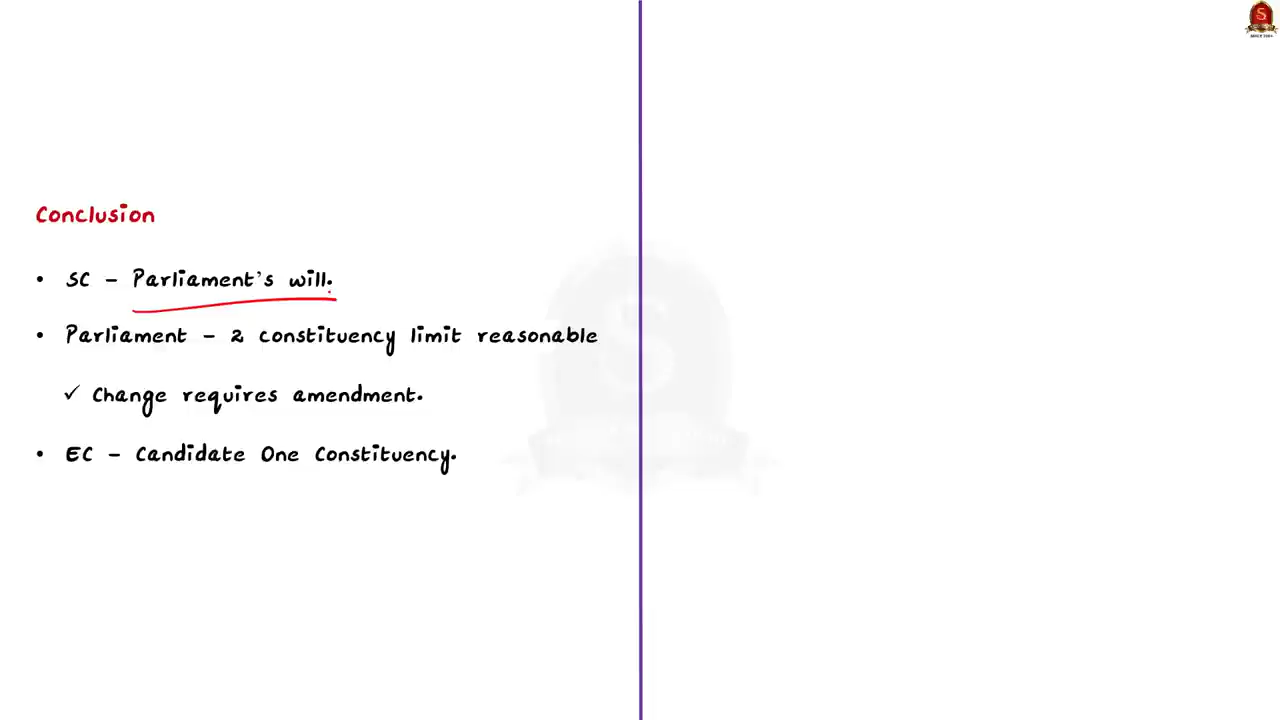 Conclusion
• SC – Parliament's will.
• Parliament – 2 constituency limit reasonable
✓ Change requires amendment.
• EC – Candidate One Constituency.
S